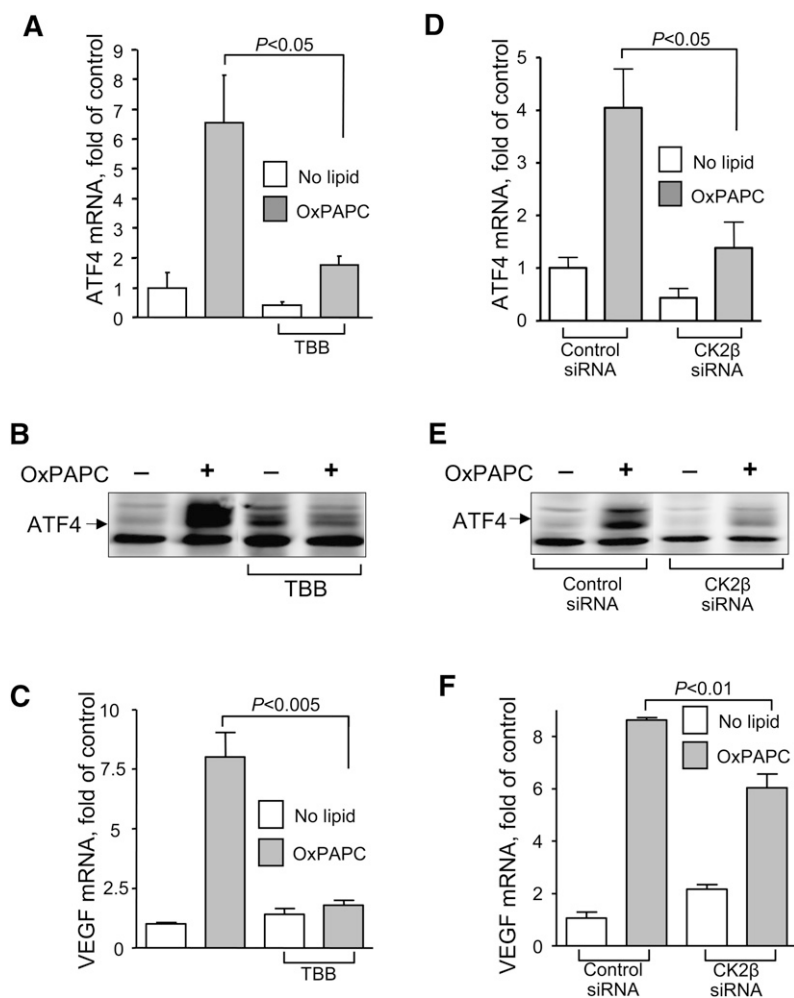 A
ATF4 mRNA, fold of control
9
8
7
6
5
4
3
2
1
0
P<0.05
No lipid
OxPAPC
TBB
B
OxPAPC – + – +
ATF4
TBB
C
VEGF mRNA, fold of control
10
7.5
5
2.5
0
P<0.005
No lipid
OxPAPC
TBB
D
ATF4 mRNA, fold of control
5
4
3
2
1
0
P<0.05
No lipid
OxPAPC
Control CK2β
siRNA siRNA
E
OxPAPC – + – +
ATF4
Control CK2β
siRNA siRNA
F
VEGF mRNA, fold of control
8
6
4
2
0
P<0.01
No lipid
OxPAPC
Control CK2β
siRNA siRNA